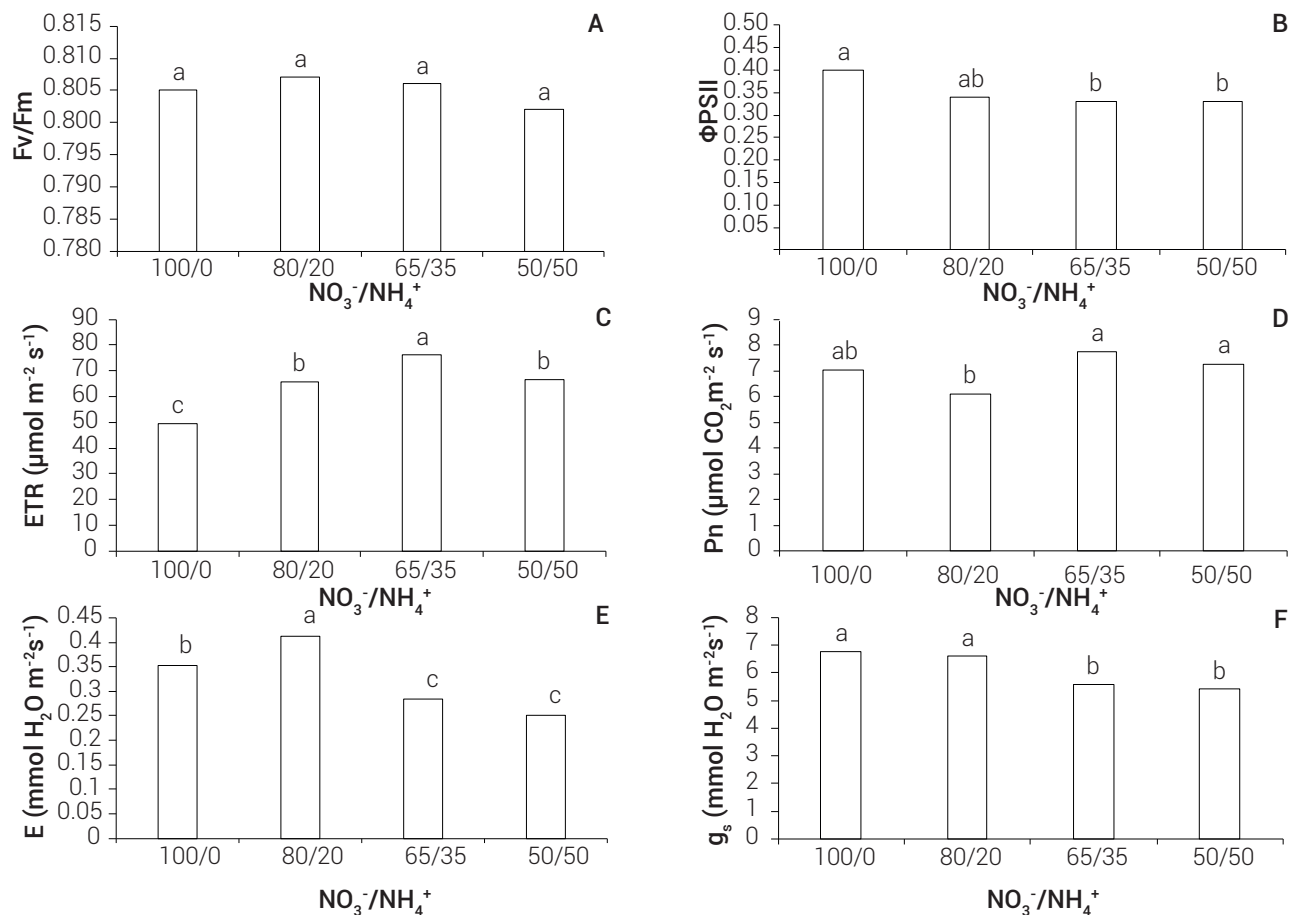 A
Fv/Fm
0.815
0.810
0.805
0.800
0.795
0.790
0.785
0.780
a
a
a
a
100/0 80/20 65/35 50/50
NO₃⁻/NH₄⁺
B
ΦPSII
0.50
0.45
0.40
0.35
0.30
0.25
0.20
0.15
0.10
0.05
a
ab
b
b
100/0 80/20 65/35 50/50
NO₃⁻/NH₄⁺
C
ETR (µmol m⁻² s⁻¹)
90
80
70
60
50
40
30
20
10
0
c
b
a
b
100/0 80/20 65/35 50/50
NO₃⁻/NH₄⁺
D
Pn (µmol CO₂m⁻² s⁻¹)
9
8
7
6
5
4
3
2
1
0
ab
b
a
a
100/0 80/20 65/35 50/50
NO₃⁻/NH₄⁺
E
E (mmol H₂O m⁻²s⁻¹)
0.45
0.4
0.35
0.3
0.25
0.2
0.15
0.1
0.05
0
b
a
c
c
100/0 80/20 65/35 50/50
NO₃⁻/NH₄⁺
F
gₛ (mmol H₂O m⁻²s⁻¹)
8
7
6
5
4
3
2
1
0
a
a
b
b
100/0 80/20 65/35 50/50
NO₃⁻/NH₄⁺